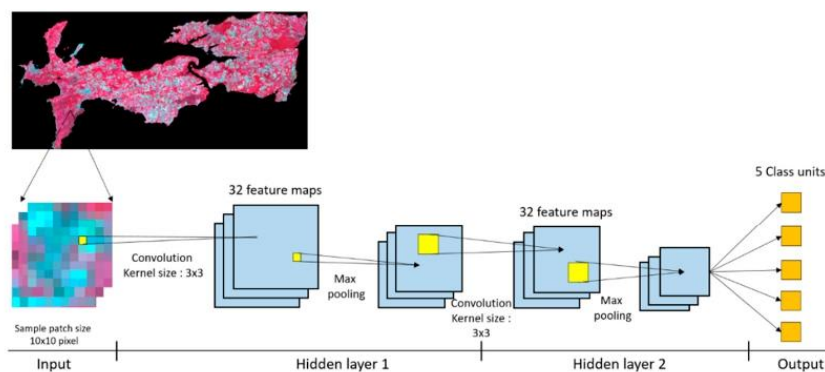 5 Class units
32 feature maps
32 feature maps
Convolution
Kernel size : 3x3
Max
pooling
Convolution
Kernel size :
3x3
Max
pooling
Sample patch size
10x10 pixel
Input
Hidden layer 1
Hidden layer 2
Output